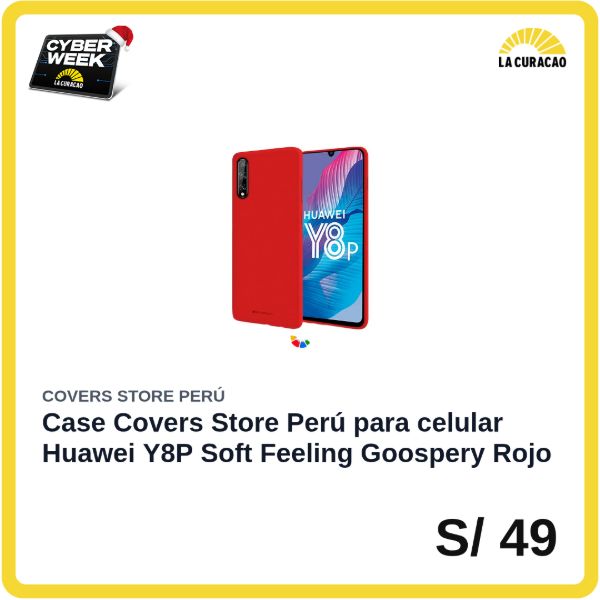 CYBER
WEEK
LA CURACAO
LA CURACAO
HUAWEI
Y8P
COVERS STORE PERÚ
Case Covers Store Perú para celular
Huawei Y8P Soft Feeling Goospery Rojo
S/ 49